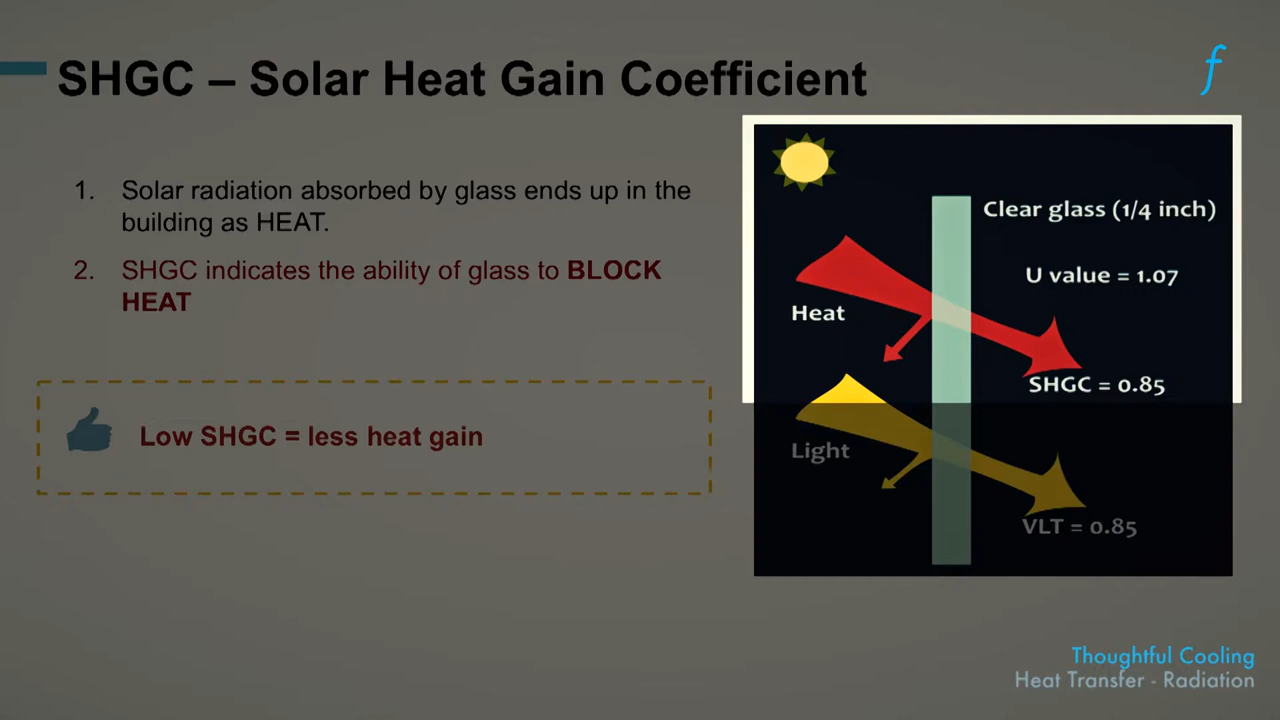 SHGC – Solar Heat Gain Coefficient
f
1. Solar radiation absorbed by glass ends up in the
building as HEAT.
2. SHGC indicates the ability of glass to BLOCK
HEAT
Low SHGC = less heat gain
Clear glass (1/4 inch)
U value = 1.07
Heat
SHGC = 0.85
Light
VLT = 0.85
Thoughtful Cooling
Heat Transfer - Radiation